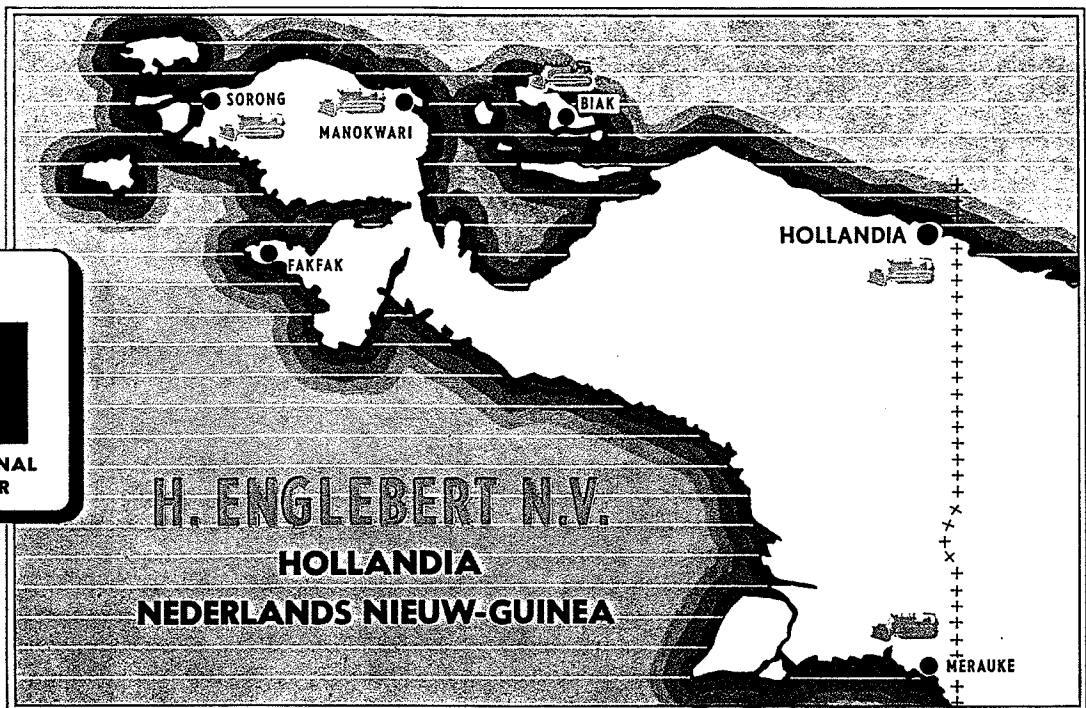 SORONG
MANOKWARI
BIAK
HOLLANDIA
FAKFAK
NAL
R
H. ENGLEBERT N.V.
HOLLANDIA
NEDERLANDS NIEUW-GUINEA
MERAUKE